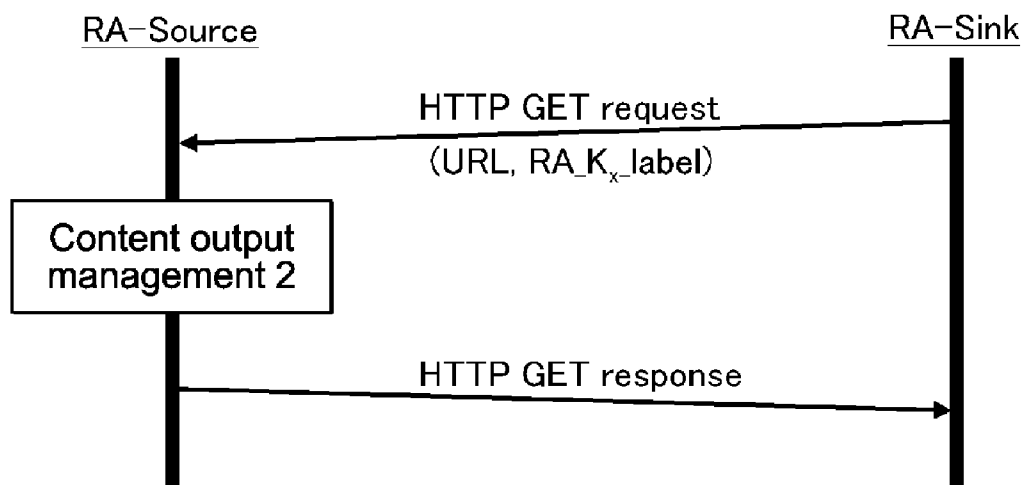 RA-Source
RA-Sink
HTTP GET request
(URL, RA_Kx_label)
Content output
management 2
HTTP GET response